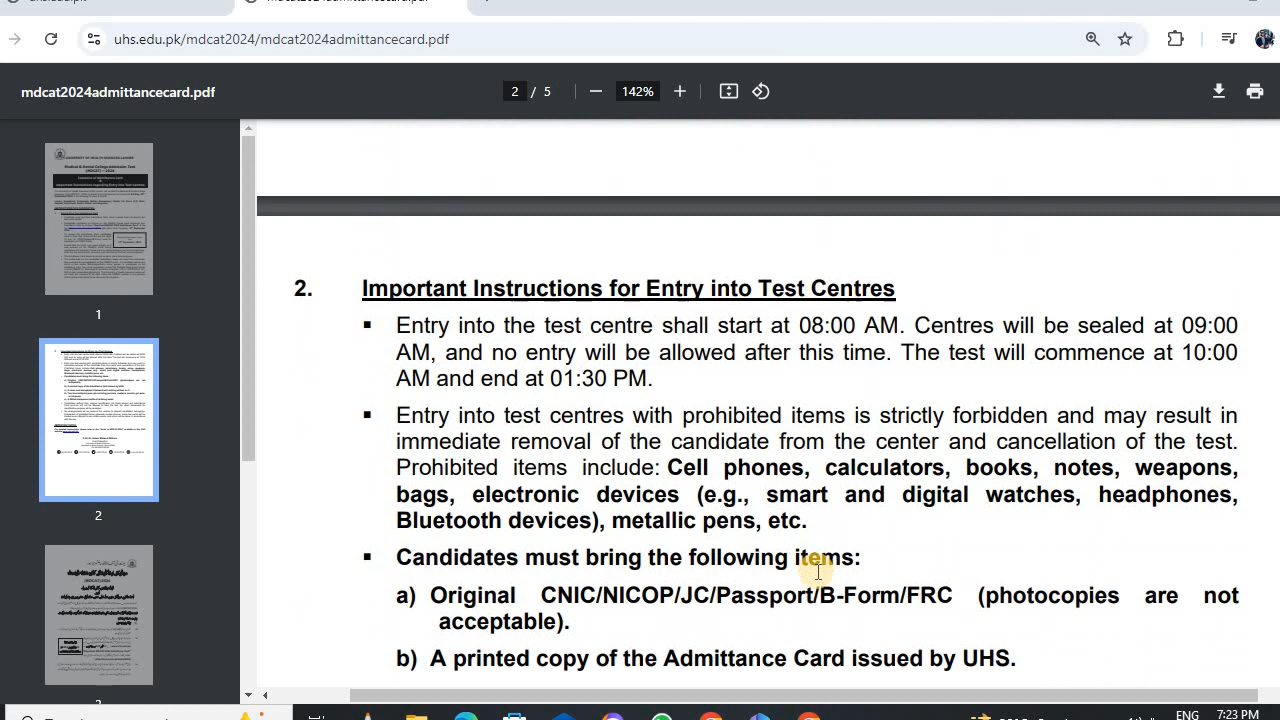 uhs.edu.pk/mdcat2024/mdcat2024admittancecard.pdf
mdcat2024admittancecard.pdf
2 / 5
142%
1
2
2. Important Instructions for Entry into Test Centres
Entry into the test centre shall start at 08:00 AM. Centres will be sealed at 09:00
AM, and no entry will be allowed after this time. The test will commence at 10:00
AM and end at 01:30 PM.
Entry into test centres with prohibited items is strictly forbidden and may result in
immediate removal of the candidate from the center and cancellation of the test.
Prohibited items include: Cell phones, calculators, books, notes, weapons,
bags, electronic devices (e.g., smart and digital watches, headphones,
Bluetooth devices), metallic pens, etc.
Candidates must bring the following items:
a) Original CNIC/NICOP/JC/Passport/B-Form/FRC (photocopies are not
acceptable).
b) A printed copy of the Admittance Card issued by UHS.
ENG 7:23 PM